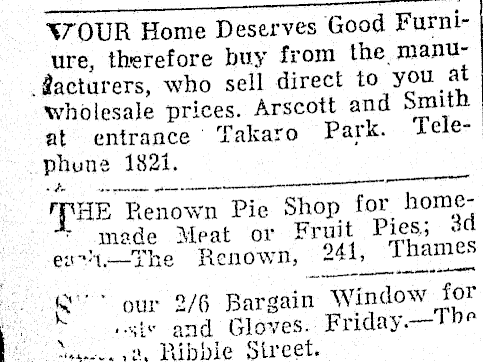 YOUR Home Deserves Good Furni-
ure, therefore buy from the manu-
facturers, who sell direct to you at
wholesale prices. Arscott and Smith
at entrance Takaro Park. Tele-
phone 1821.
THE Renown Pie Shop for home-
made Meat or Fruit Pies; 3d
each.—The Renown, 241, Thames
our 2/6 Bargain Window for
and Gloves. Friday.—The
Ribble Street.